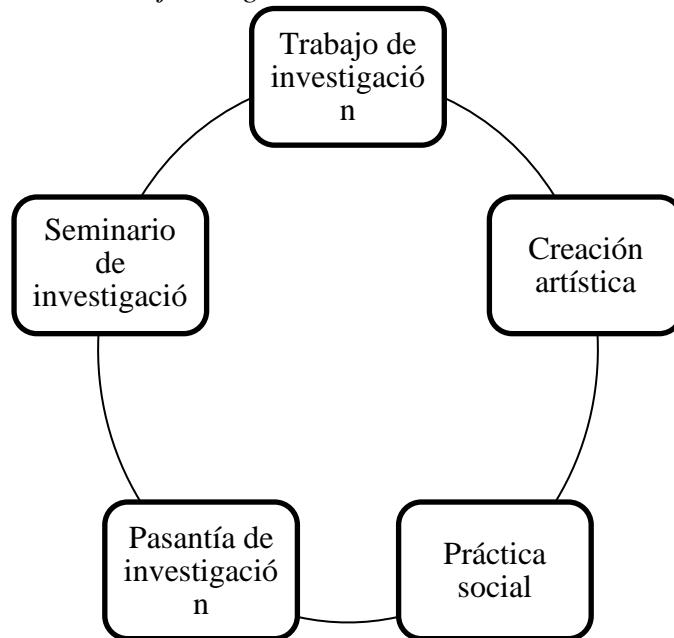 Trabajo de
investigació
n
Creación
artística
Práctica
social
Pasantía de
investigació
n
Seminario
de
investigació